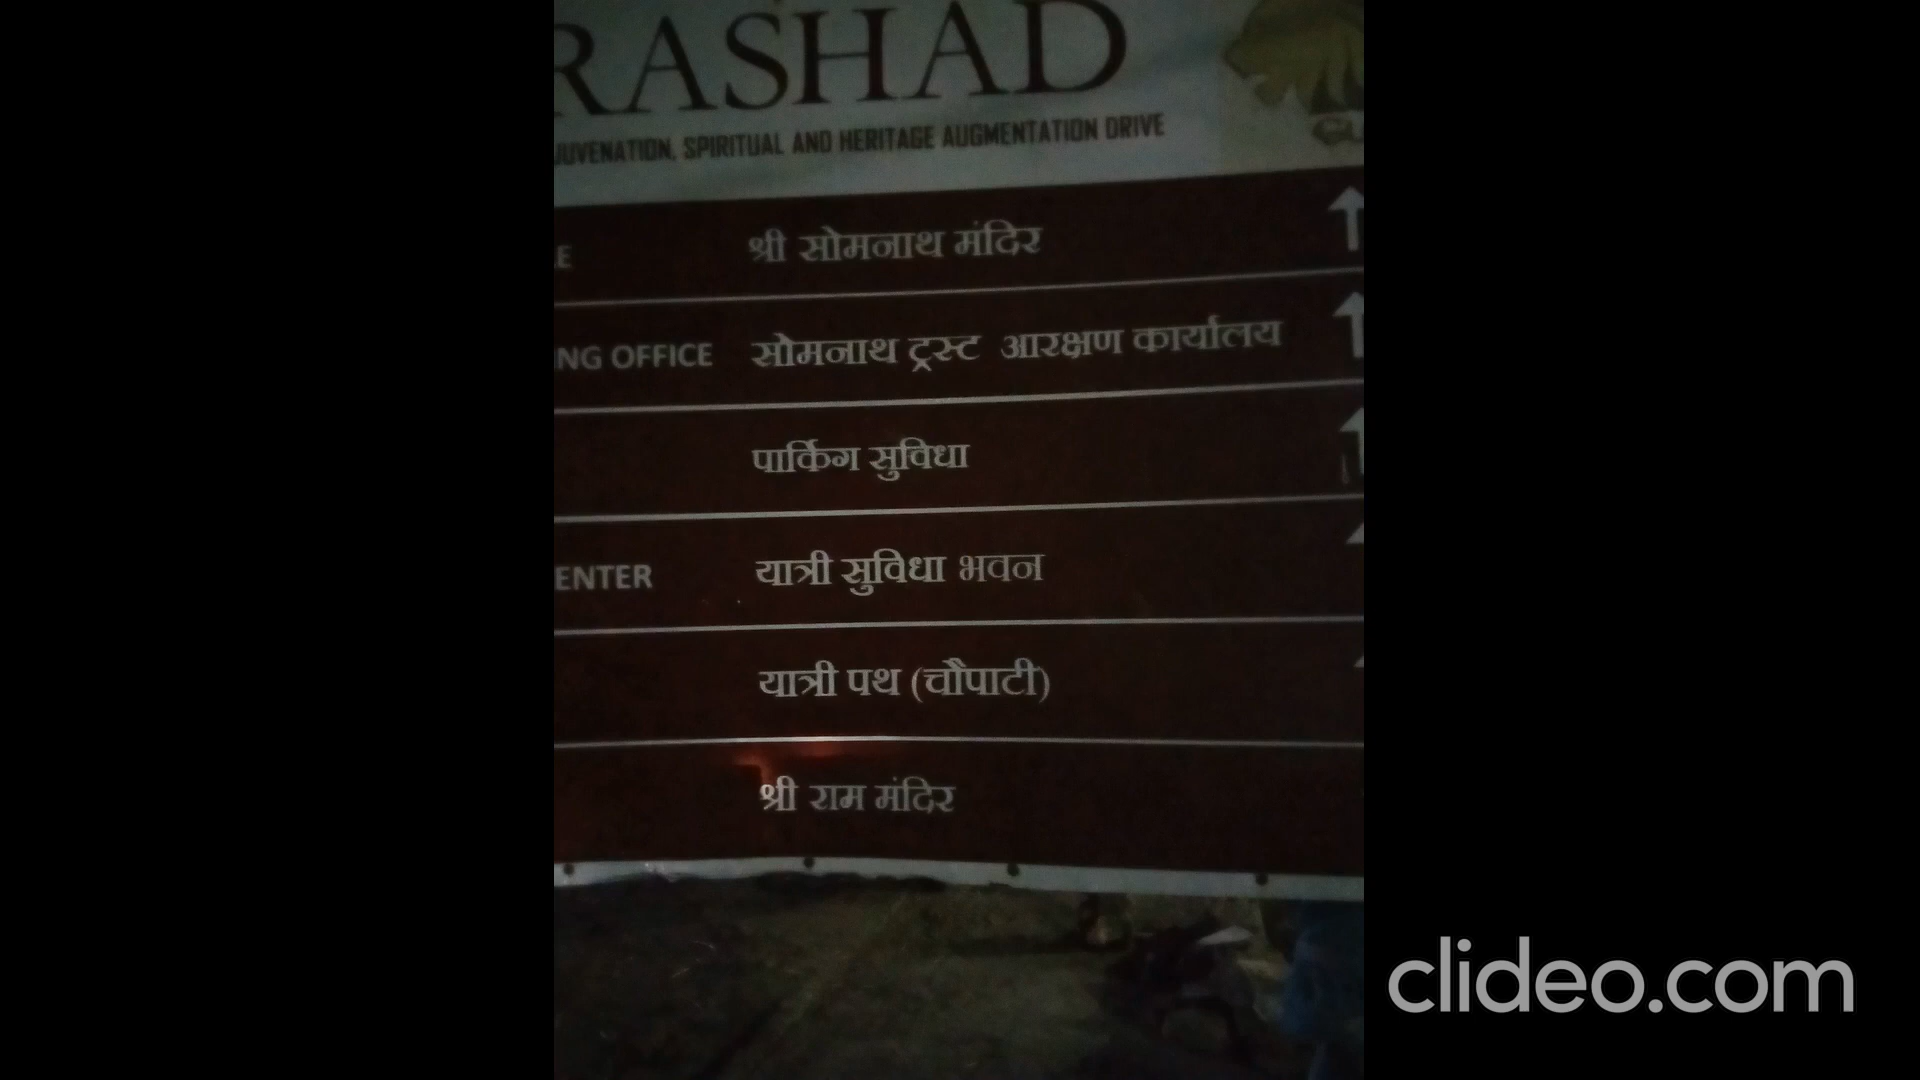 RASHAD
JUVENATION, SPIRITUAL AND HERITAGE AUGMENTATION DRIVE
E श्री सोमनाथ मंदिर
NG OFFICE सोमनाथ ट्रस्ट आरक्षण कार्यालय
पार्किंग सुविधा
ENTER यात्री सुविधा भवन
यात्री पथ (चौपाटी)
श्री राम मंदिर
clideo.com